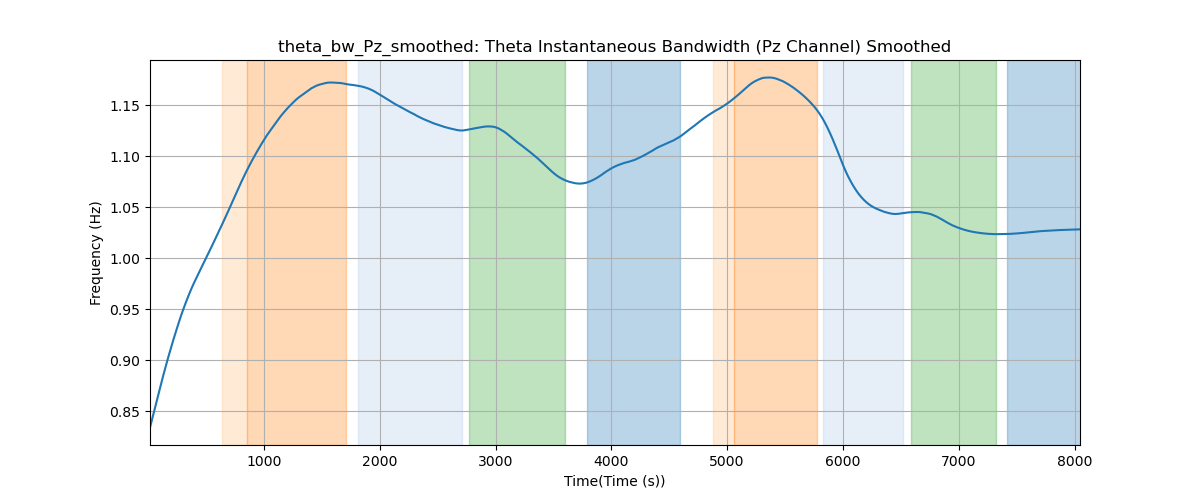 theta_bw_Pz_smoothed: Theta Instantaneous Bandwidth (Pz Channel) Smoothed
Frequency (Hz)
1.15
1.10
1.05
1.00
0.95
0.90
0.85
1000 2000 3000 4000 5000 6000 7000 8000
Time(Time (s))